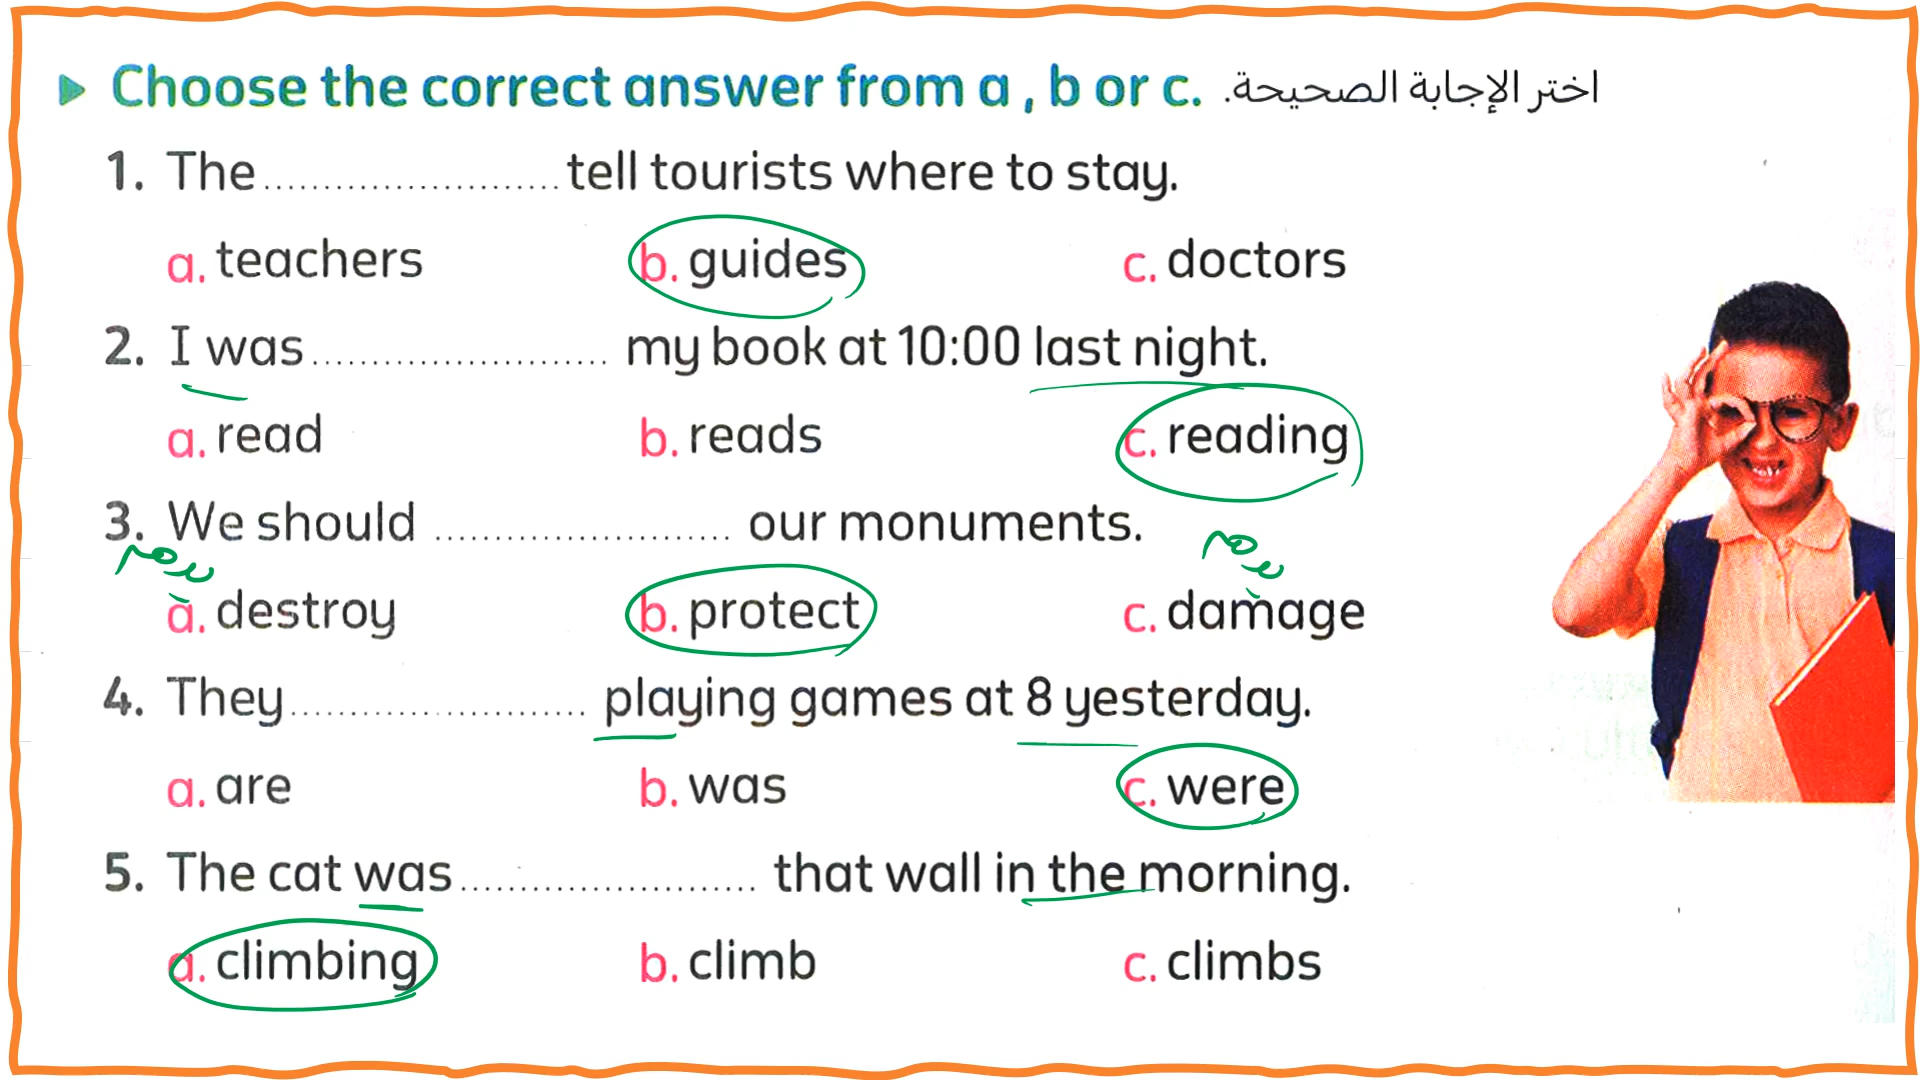 Choose the correct answer from a , b or c. اختر الإجابة الصحيحة.
1. The ........................ tell tourists where to stay.
a. teachers b. guides c. doctors
2. I was ........................ my book at 10:00 last night.
a. read b. reads c. reading
3. We should ........................ our monuments.
a. destroy b. protect c. damage
4. They ........................ playing games at 8 yesterday.
a. are b. was c. were
5. The cat was ........................ that wall in the morning.
a. climbing b. climb c. climbs